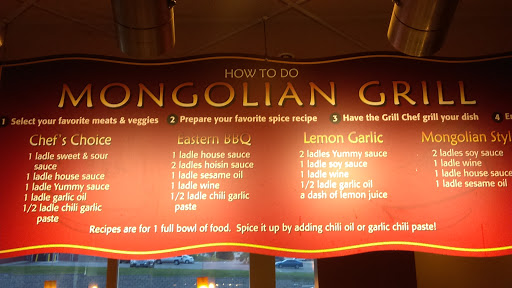 HOW TO DO
MONGOLIAN GRILL
1 Select your favorite meats & veggies 2 Prepare your favorite spice recipe 3 Have the Grill Chef grill your dish 4
Chef's Choice
1 ladle sweet & sour
sauce
1 ladle house sauce
1 ladle Yummy sauce
1 ladle garlic oil
1/2 ladle chili garlic
paste
Eastern BBQ
1 ladle house sauce
2 ladles hoisin sauce
1 ladle sesame oil
1 ladle wine
1/2 ladle chili garlic
paste
Lemon Garlic
2 ladles Yummy sauce
1 ladle soy sauce
1 ladle wine
1 ladle garlic oil
a dash of lemon juice
Mongolian Styl
2 ladles soy sauce
1 ladle wine
1 ladle house sauce
1 ladle sesame oil
Recipes are for 1 full bowl of food. Spice it up by adding chili oil or garlic chili paste!